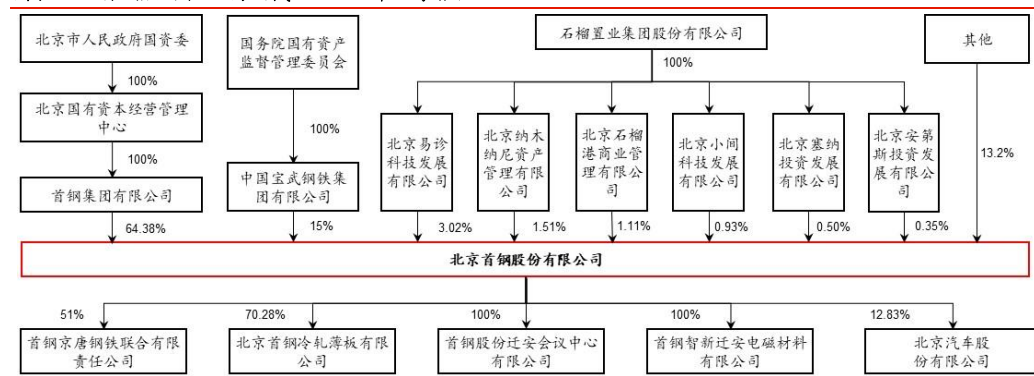 北京市人民政府国资委
国务院国有资产
监督管理委员会
石榴置业集团股份有限公司
其他
100%
100%
北京国有资本经营管理
中心
100%
100%
首钢集团有限公司
中国宝武钢铁集
团有限公司
北京易诊
科技发展
有限公司
北京纳木
纳尼资产
管理有限
公司
北京石榴
港商业管
理有限公
司
北京小间
科技发展
有限公司
北京塞纳
投资发展
有限公司
北京安第
斯投资发
展有限公
司
13.2%
64.38%
15%
3.02%
1.51%
1.11%
0.93%
0.50%
0.35%
北京首钢股份有限公司
51%
70.28%
100%
100%
12.83%
首钢京唐钢铁联合有限
责任公司
北京首钢冷轧薄板有
限公司
首钢股份迁安会议中心
有限公司
首钢智新迁安电磁材料
有限公司
北京汽车股
份有限公司